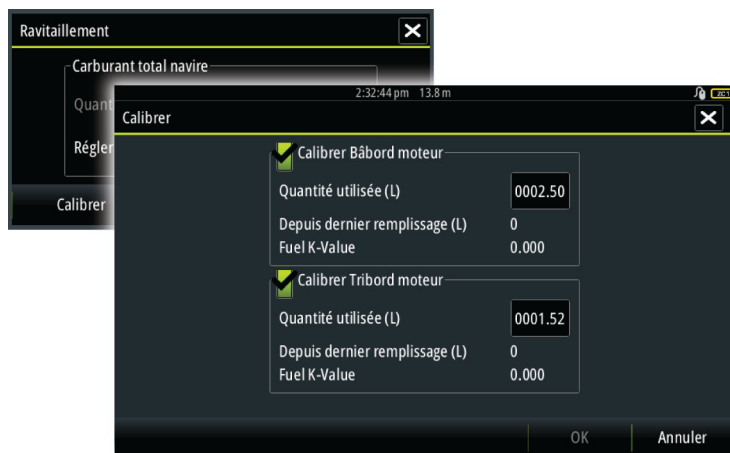 Ravitaillement
Carburant total navire
Régler
Calibrer
2:32:44 pm 13.8 m
Calibrer
Calibrer Bâbord moteur
Quantité utilisée (L) 0002.50
Depuis dernier remplissage (L) 0
Fuel K-Value 0.000
Calibrer Tribord moteur
Quantité utilisée (L) 0001.52
Depuis dernier remplissage (L) 0
Fuel K-Value 0.000
OK Annuler